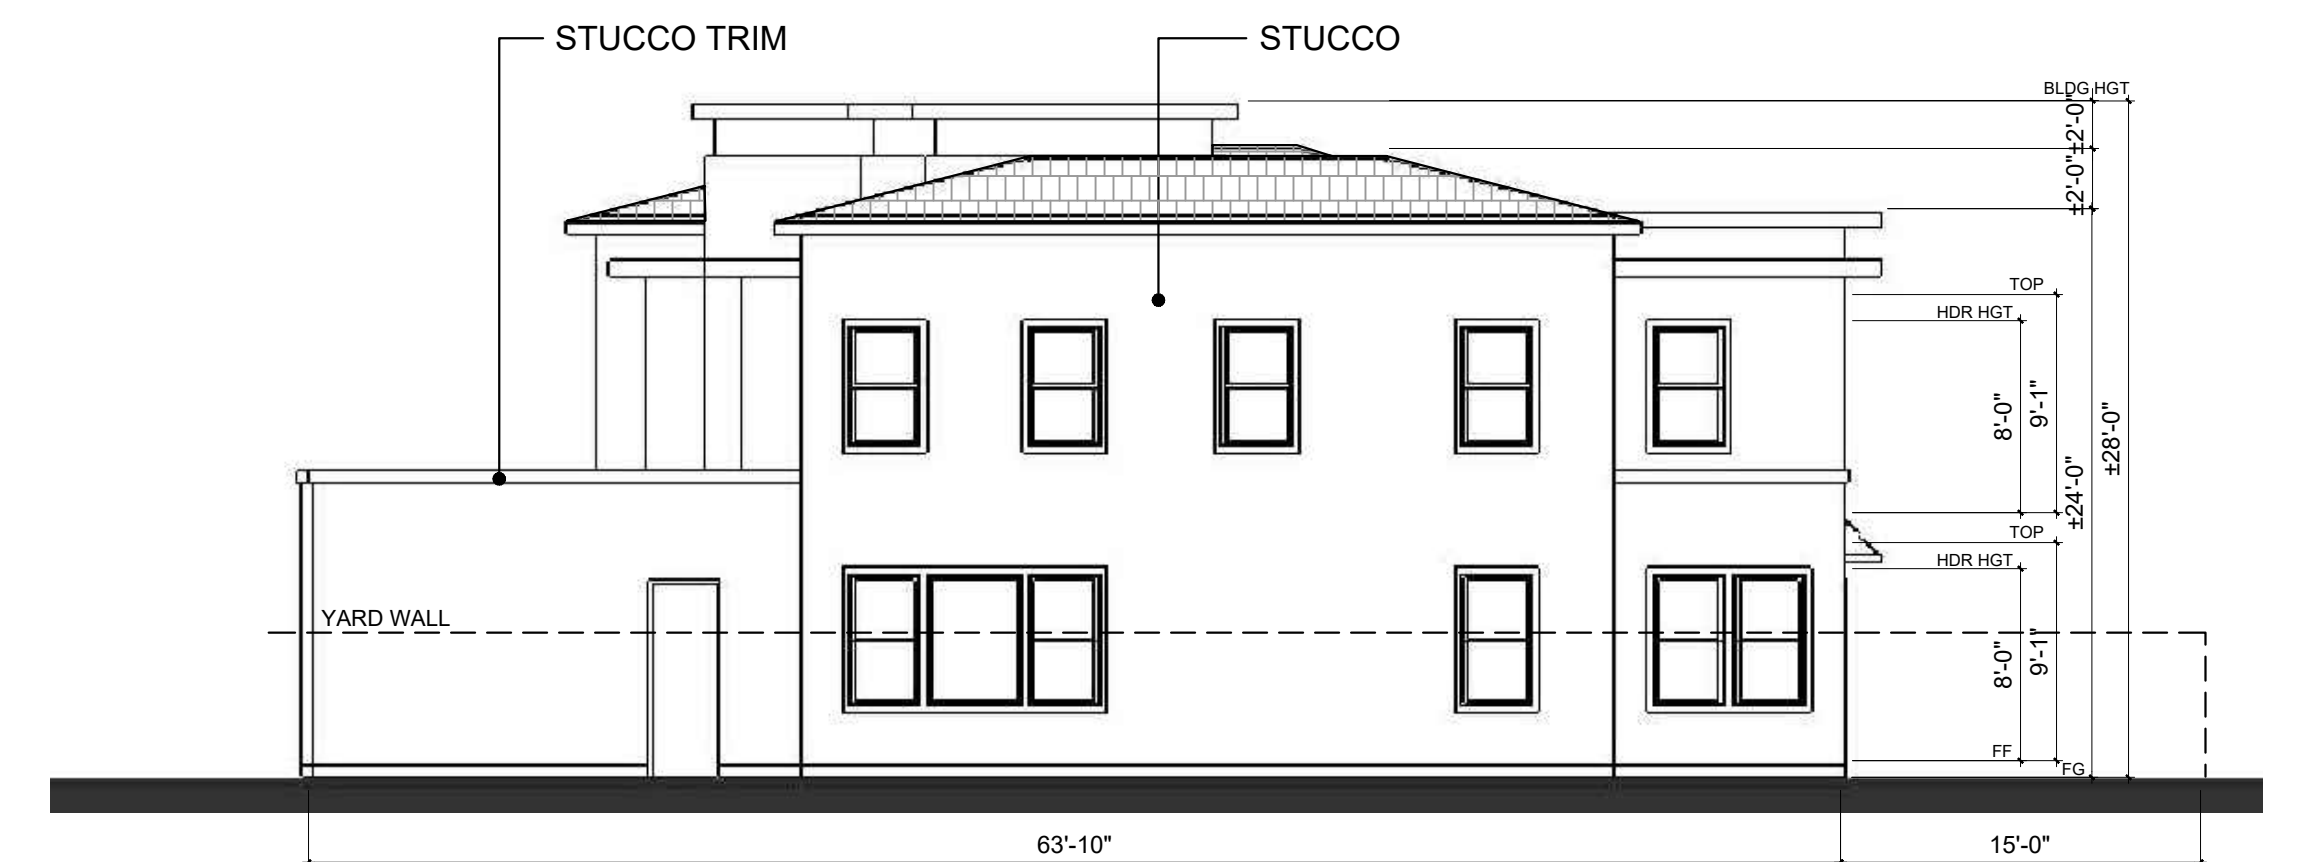 STUCCO TRIM
STUCCO
BLDG HGT
±2'-0"
±2'-0"
TOP
HDR HGT
8'-0"
9'-1"
±24'-0"
±28'-0"
TOP
HDR HGT
YARD WALL
8'-0"
9'-1"
FF
FG
63'-10"
15'-0"